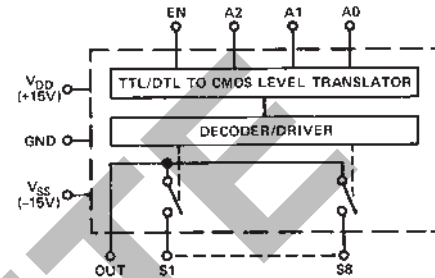 EN A2 A1 A0
VDD
(+15V)
TTL/DTL TO CMOS LEVEL TRANSLATOR
GND
DECODER/DRIVER
VSS
(–15V)
OUT S1 S8